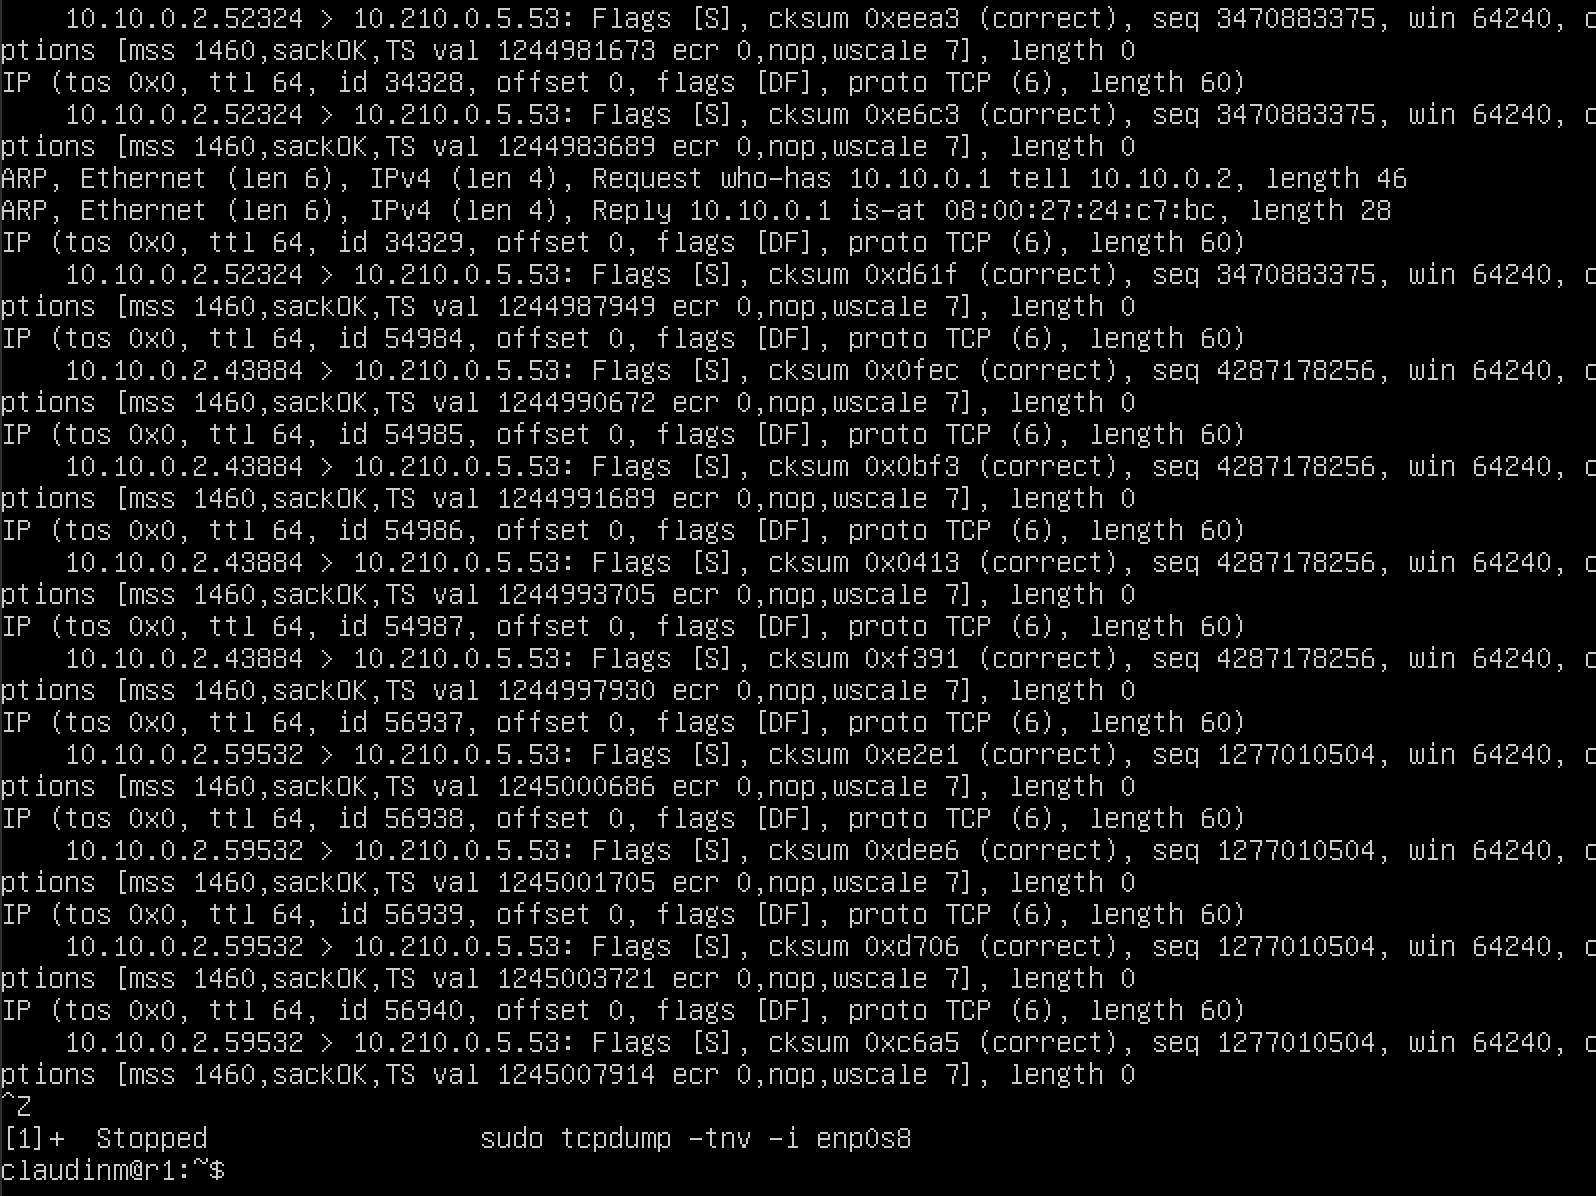 10.10.0.2.52324 > 10.210.0.5.53: Flags [S], cksum 0xeea3 (correct), seq 3470883375, win 64240, o
ptions [mss 1460,sackOK,TS val 1244981673 ecr 0,nop,wscale 7], length 0
IP (tos 0x0, ttl 64, id 34328, offset 0, flags [DF], proto TCP (6), length 60)
    10.10.0.2.52324 > 10.210.0.5.53: Flags [S], cksum 0xe6c3 (correct), seq 3470883375, win 64240, o
ptions [mss 1460,sackOK,TS val 1244983689 ecr 0,nop,wscale 7], length 0
ARP, Ethernet (len 6), IPv4 (len 4), Request who-has 10.10.0.1 tell 10.10.0.2, length 46
ARP, Ethernet (len 6), IPv4 (len 4), Reply 10.10.0.1 is-at 08:00:27:24:c7:bc, length 28
IP (tos 0x0, ttl 64, id 34329, offset 0, flags [DF], proto TCP (6), length 60)
    10.10.0.2.52324 > 10.210.0.5.53: Flags [S], cksum 0xd61f (correct), seq 3470883375, win 64240, o
ptions [mss 1460,sackOK,TS val 1244987949 ecr 0,nop,wscale 7], length 0
IP (tos 0x0, ttl 64, id 54984, offset 0, flags [DF], proto TCP (6), length 60)
    10.10.0.2.43884 > 10.210.0.5.53: Flags [S], cksum 0x0fec (correct), seq 4287178256, win 64240, o
ptions [mss 1460,sackOK,TS val 1244990672 ecr 0,nop,wscale 7], length 0
IP (tos 0x0, ttl 64, id 54985, offset 0, flags [DF], proto TCP (6), length 60)
    10.10.0.2.43884 > 10.210.0.5.53: Flags [S], cksum 0x0bf3 (correct), seq 4287178256, win 64240, o
ptions [mss 1460,sackOK,TS val 1244991689 ecr 0,nop,wscale 7], length 0
IP (tos 0x0, ttl 64, id 54986, offset 0, flags [DF], proto TCP (6), length 60)
    10.10.0.2.43884 > 10.210.0.5.53: Flags [S], cksum 0x0413 (correct), seq 4287178256, win 64240, o
ptions [mss 1460,sackOK,TS val 1244993705 ecr 0,nop,wscale 7], length 0
IP (tos 0x0, ttl 64, id 54987, offset 0, flags [DF], proto TCP (6), length 60)
    10.10.0.2.43884 > 10.210.0.5.53: Flags [S], cksum 0xf391 (correct), seq 4287178256, win 64240, o
ptions [mss 1460,sackOK,TS val 1244997930 ecr 0,nop,wscale 7], length 0
IP (tos 0x0, ttl 64, id 56937, offset 0, flags [DF], proto TCP (6), length 60)
    10.10.0.2.59532 > 10.210.0.5.53: Flags [S], cksum 0xe2e1 (correct), seq 1277010504, win 64240, o
ptions [mss 1460,sackOK,TS val 1245000686 ecr 0,nop,wscale 7], length 0
IP (tos 0x0, ttl 64, id 56938, offset 0, flags [DF], proto TCP (6), length 60)
    10.10.0.2.59532 > 10.210.0.5.53: Flags [S], cksum 0xdee6 (correct), seq 1277010504, win 64240, o
ptions [mss 1460,sackOK,TS val 1245001705 ecr 0,nop,wscale 7], length 0
IP (tos 0x0, ttl 64, id 56939, offset 0, flags [DF], proto TCP (6), length 60)
    10.10.0.2.59532 > 10.210.0.5.53: Flags [S], cksum 0xd706 (correct), seq 1277010504, win 64240, o
ptions [mss 1460,sackOK,TS val 1245003721 ecr 0,nop,wscale 7], length 0
IP (tos 0x0, ttl 64, id 56940, offset 0, flags [DF], proto TCP (6), length 60)
    10.10.0.2.59532 > 10.210.0.5.53: Flags [S], cksum 0xc6a5 (correct), seq 1277010504, win 64240, o
ptions [mss 1460,sackOK,TS val 1245007914 ecr 0,nop,wscale 7], length 0
^Z
[1]+  Stopped                 sudo tcpdump -tnv -i enp0s8
claudinm@r1:~$